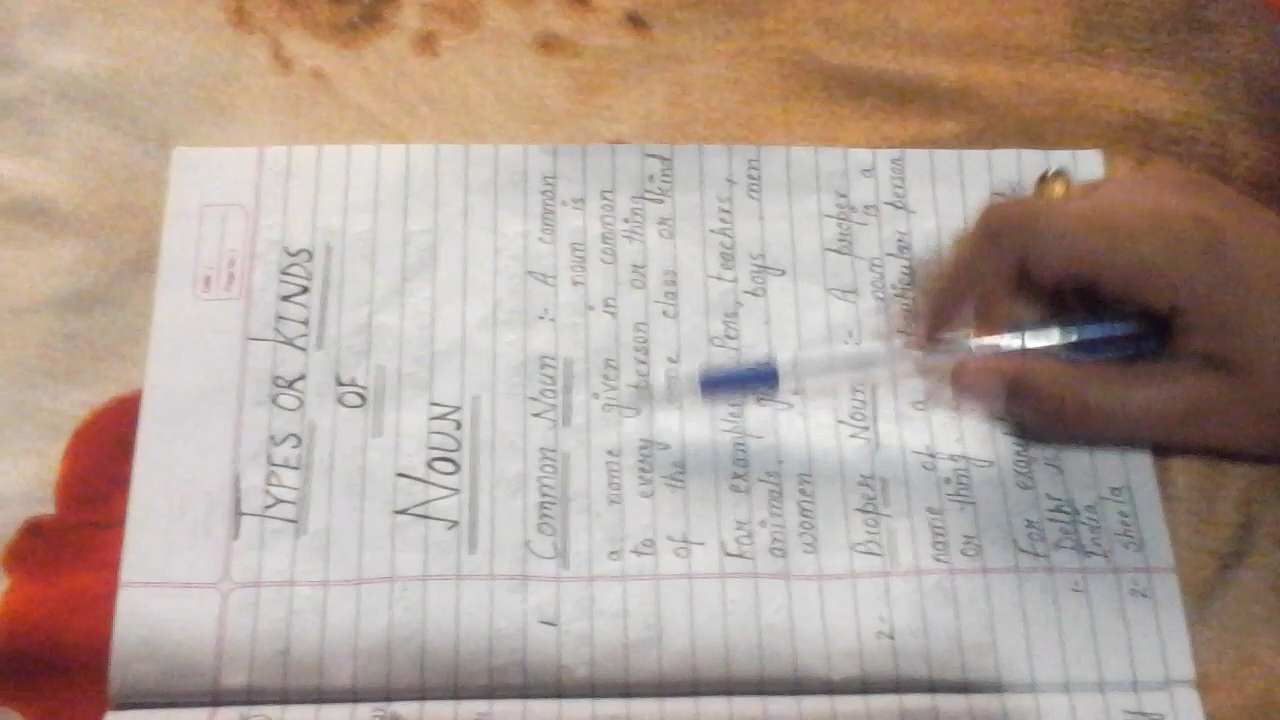 TYPES OR KINDS
OF
NOUN
1 Common Noun :- A common
noun is
a name given in common
to every person or thing
of the class or kind
For example Pens, teachers,
animals, boys, men
women
2- Proper Noun :- A proper
noun is a
name of a particular person
or thing.
For
1- Delhi
India
2- sheela